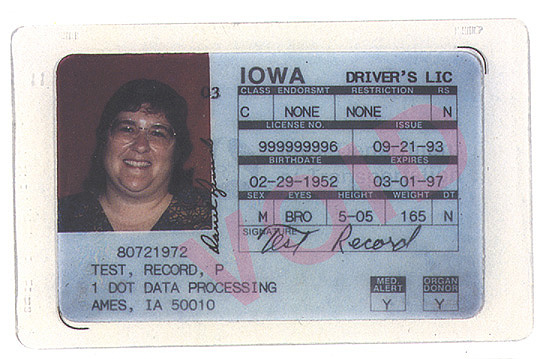 IOWA DRIVER'S LIC
CLASS ENDORSMT RESTRICTION RS
C NONE NONE N
LICENSE NO. ISSUE
999999996 09-21-93
BIRTHDATE EXPIRES
02-29-1952 03-01-97
SEX EYES HEIGHT WEIGHT DT
M BRO 5-05 165 N
SIGNATURE Test Record
VOID
03
80721972
TEST, RECORD, P
1 DOT DATA PROCESSING
AMES, IA 50010
MED. ALERT ORGAN DONOR
Y Y